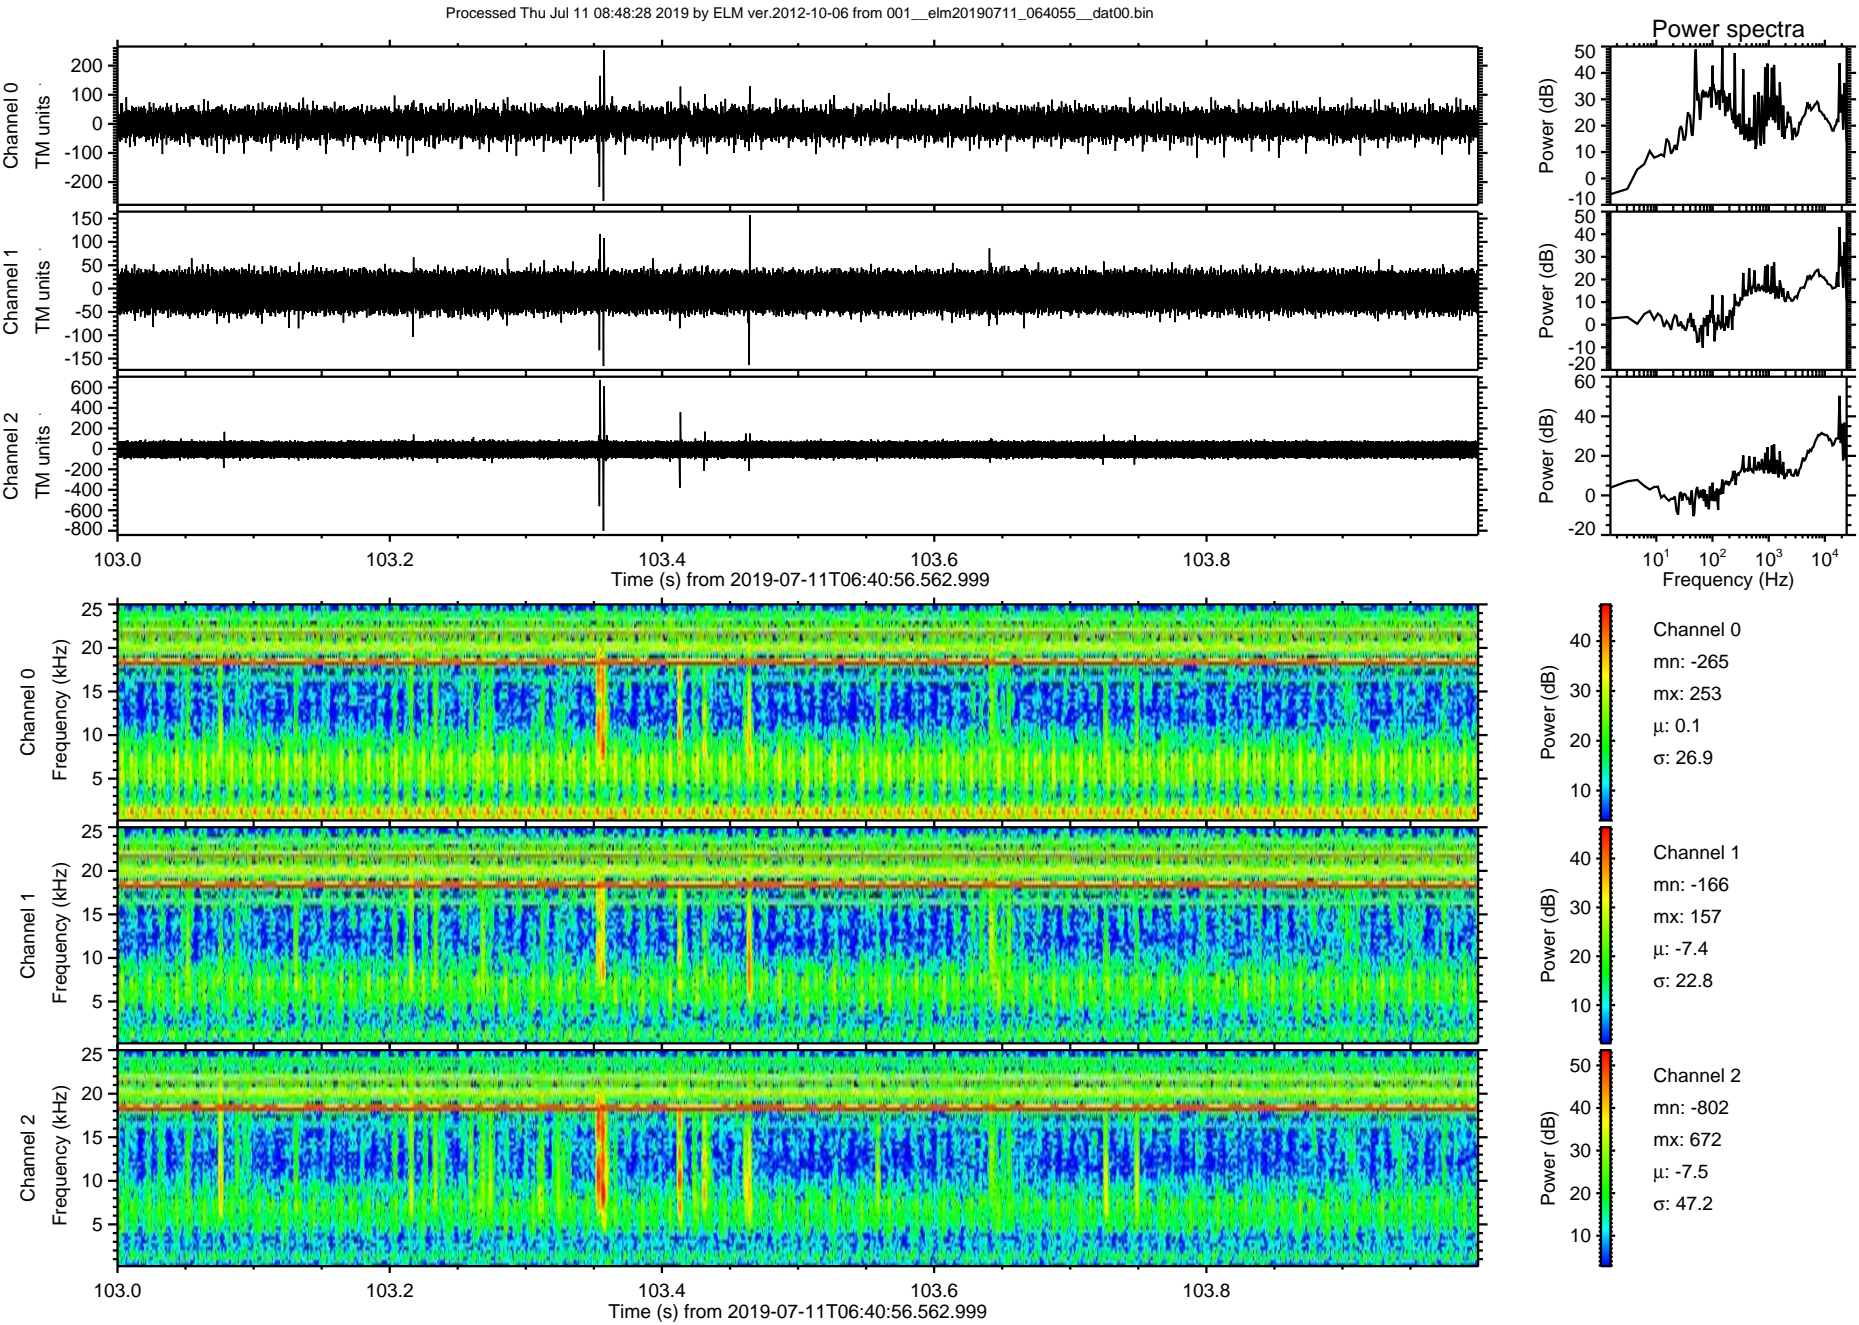 Processed Thu Jul 11 08:48:28 2019 by ELM ver.2012-10-06 from 001__elm20190711_064055__dat00.bin
Power spectra
Channel 0
TM units
200
100
0
-100
-200
Power (dB)
50
40
30
20
10
0
-10
Channel 1
TM units
150
100
50
0
-50
-100
-150
Power (dB)
50
40
30
20
10
0
-10
-20
Channel 2
TM units
600
400
200
0
-200
-400
-600
-800
Power (dB)
60
40
20
0
-20
103.0 103.2 103.4 103.6 103.8
Time (s) from 2019-07-11T06:40:56.562.999
10^1 10^2 10^3 10^4
Frequency (Hz)
Channel 0
Frequency (kHz)
25
20
15
10
5
Power (dB)
40
30
20
10
Channel 0
mn: -265
mx: 253
µ: 0.1
σ: 26.9
Channel 1
Frequency (kHz)
25
20
15
10
5
Power (dB)
40
30
20
10
Channel 1
mn: -166
mx: 157
µ: -7.4
σ: 22.8
Channel 2
Frequency (kHz)
25
20
15
10
5
Power (dB)
50
40
30
20
10
Channel 2
mn: -802
mx: 672
µ: -7.5
σ: 47.2
103.0 103.2 103.4 103.6 103.8
Time (s) from 2019-07-11T06:40:56.562.999